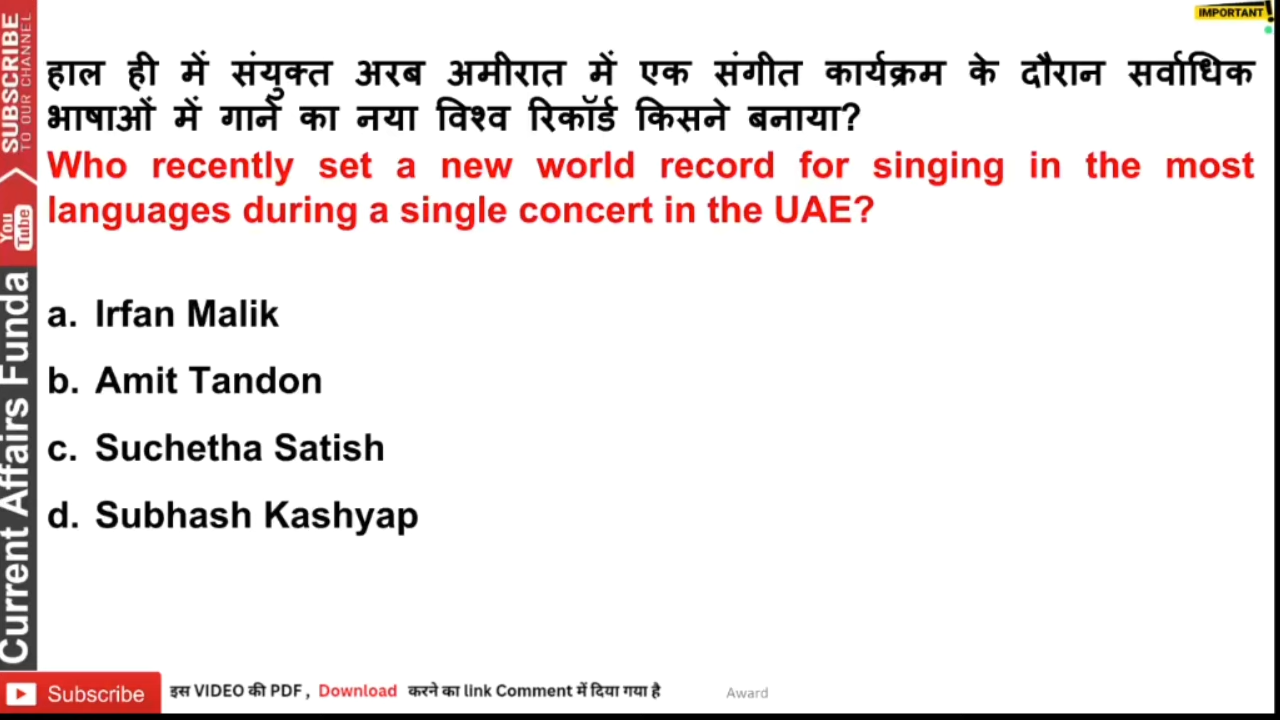 IMPORTANT!
हाल ही में संयुक्त अरब अमीरात में एक संगीत कार्यक्रम के दौरान सर्वाधिक
भाषाओं में गाने का नया विश्व रिकॉर्ड किसने बनाया?
Who recently set a new world record for singing in the most
languages during a single concert in the UAE?
a. Irfan Malik
b. Amit Tandon
c. Suchetha Satish
d. Subhash Kashyap
SUBSCRIBE
TO OUR CHANNEL
You
Tube
Current Affairs Funda
Subscribe
इस VIDEO की PDF, Download करने का link Comment में दिया गया है
Award